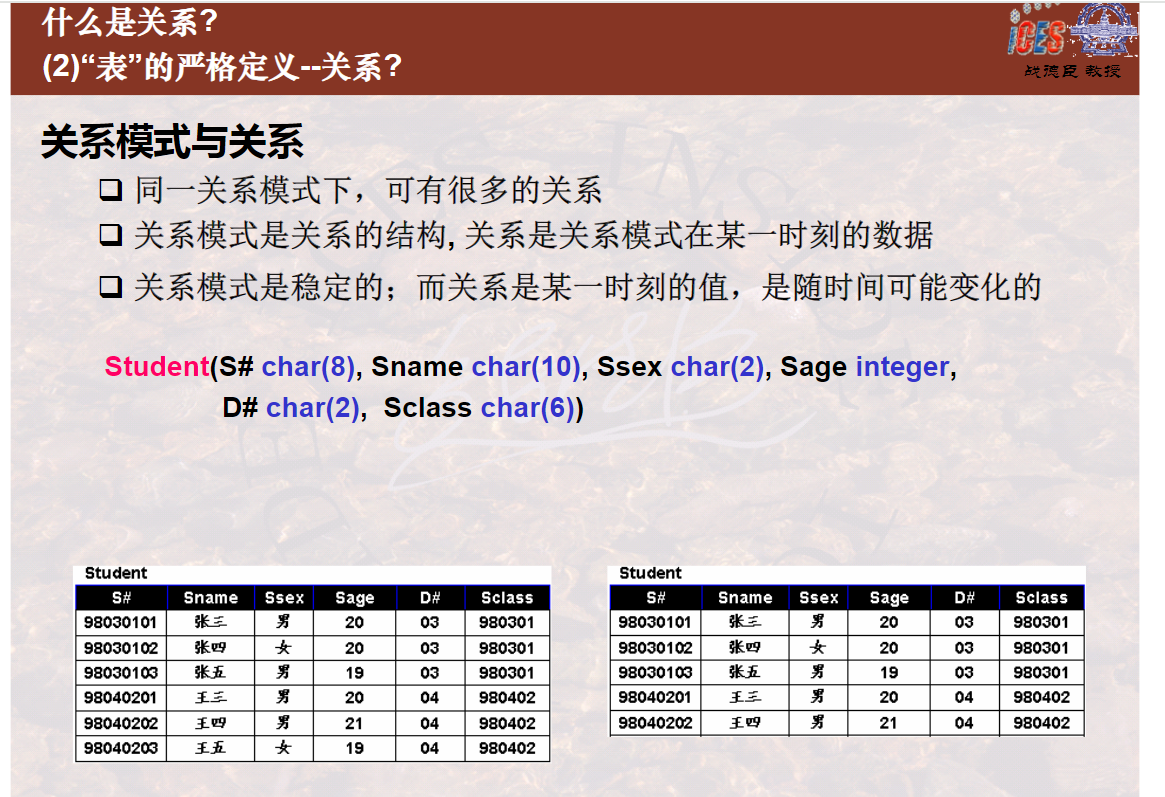 什么是关系?
(2)“表”的严格定义--关系?
iCES
战德臣 教授
关系模式与关系
❑ 同一关系模式下，可有很多的关系
❑ 关系模式是关系的结构, 关系是关系模式在某一时刻的数据
❑ 关系模式是稳定的；而关系是某一时刻的值，是随时间可能变化的
Student(S# char(8), Sname char(10), Ssex char(2), Sage integer,
D# char(2), Sclass char(6))
Student
S# Sname Ssex Sage D# Sclass
98030101 张三 男 20 03 980301
98030102 张四 女 20 03 980301
98030103 张五 男 19 03 980301
98040201 王三 男 20 04 980402
98040202 王四 男 21 04 980402
98040203 王五 女 19 04 980402
Student
S# Sname Ssex Sage D# Sclass
98030101 张三 男 20 03 980301
98030102 张四 女 20 03 980301
98030103 张五 男 19 03 980301
98040201 王三 男 20 04 980402
98040202 王四 男 21 04 980402